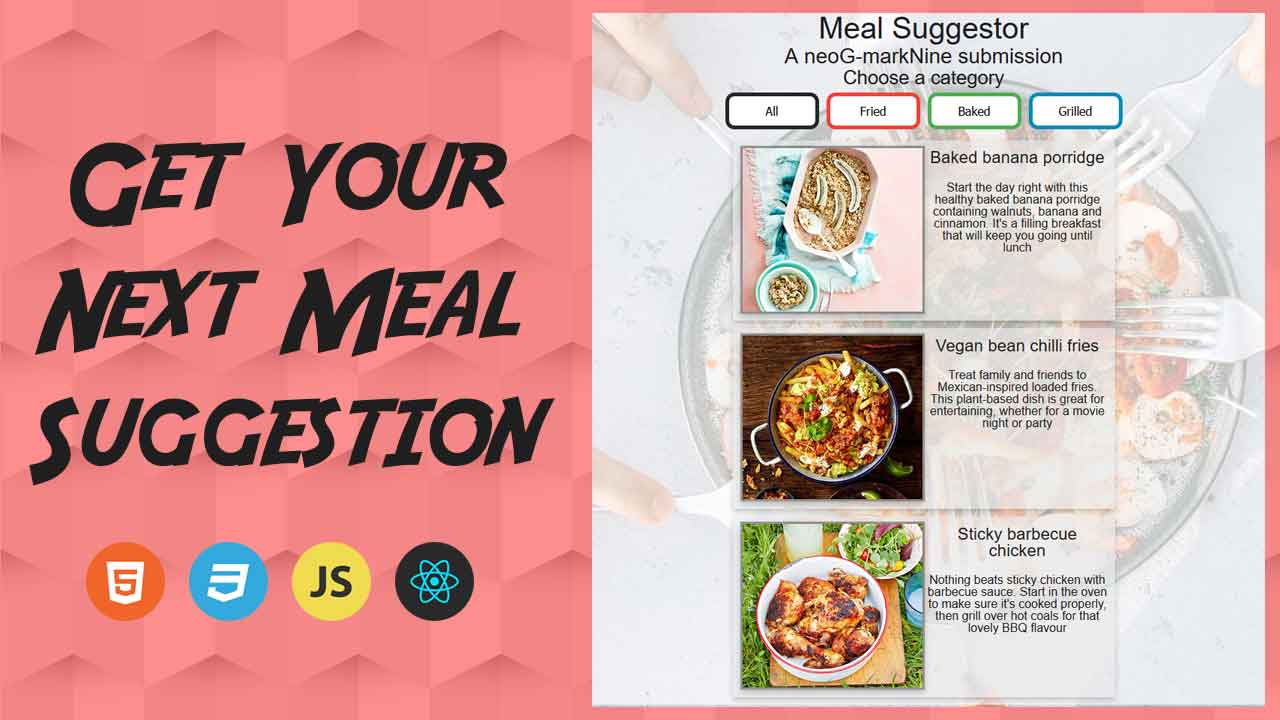 Get your
Next Meal
Suggestion
5
3
JS
Meal Suggestor
A neoG-markNine submission
Choose a category
All
Fried
Baked
Grilled
Baked banana porridge
Start the day right with this
healthy baked banana porridge
containing walnuts, banana and
cinnamon. It's a filling breakfast
that will keep you going until
lunch
Vegan bean chilli fries
Treat family and friends to
Mexican-inspired loaded fries.
This plant-based dish is great for
entertaining, whether for a movie
night or party
Sticky barbecue
chicken
Nothing beats sticky chicken with
barbecue sauce. Start in the oven
to make sure it's cooked properly,
then grill over hot coals for that
lovely BBQ flavour